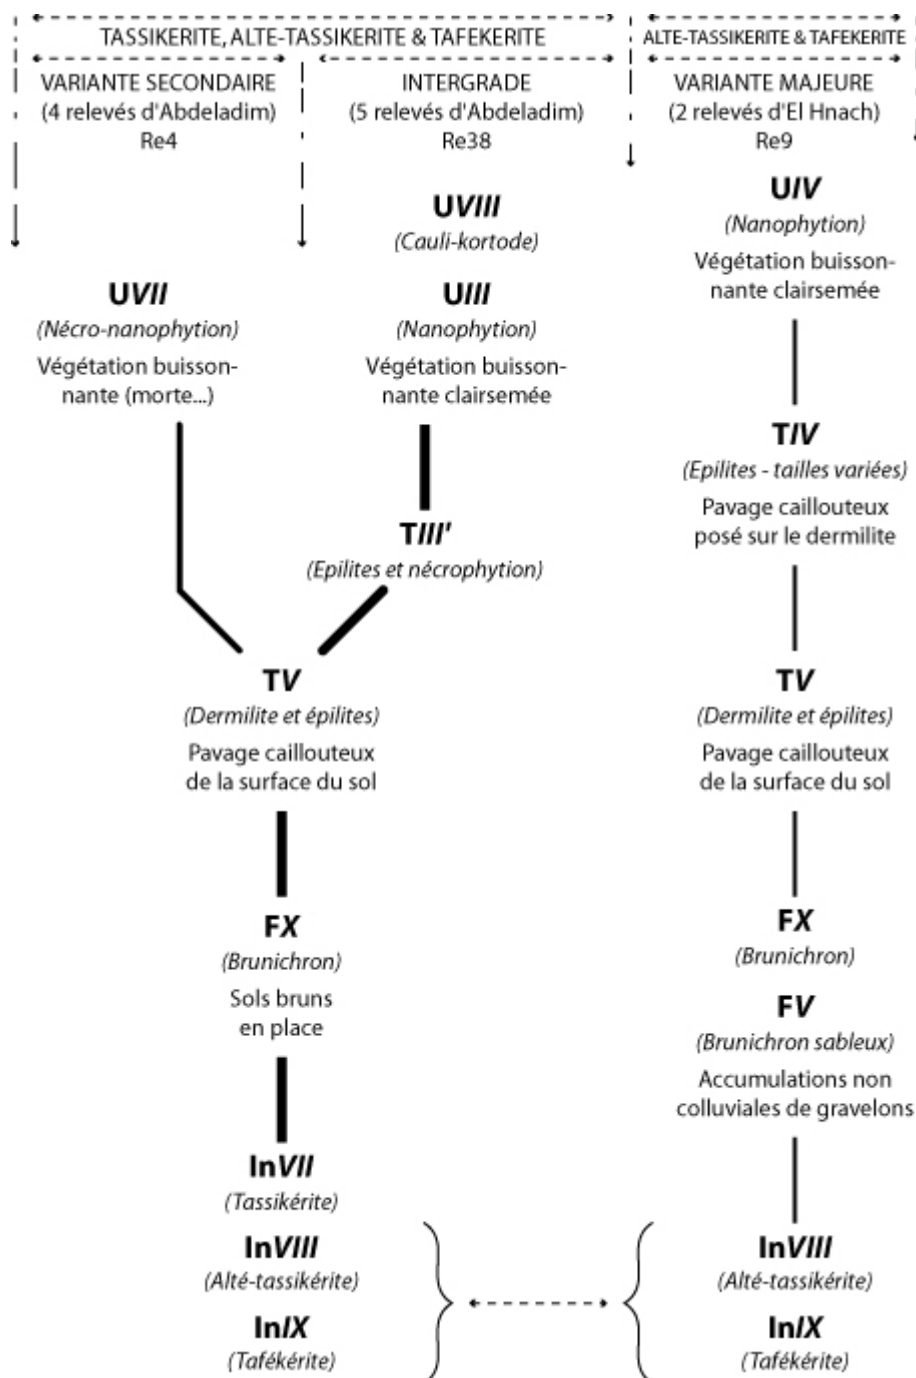 TASSIKERITE, ALTE-TASSIKERITE & TAFEKERITE
VARIANTE SECONDAIRE
(4 relevés d'Abdeladim)
Re4
INTERGRADE
(5 relevés d'Abdeladim)
Re38
UVIII
(Cauli-kortode)
UVII
(Nécro-nanophytion)
Végétation buisson-
nante (morte...)
UIII
(Nanophytion)
Végétation buisson-
nante clairsemée
TIII'
(Epilites et nécrophytion)
TV
(Dermilite et épilites)
Pavage caillouteux
de la surface du sol
FX
(Brunichron)
Sols bruns
en place
InVII
(Tassikérite)
InVIII
(Alté-tassikérite)
InIX
(Tafékérite)
ALTE-TASSIKERITE & TAFEKERITE
VARIANTE MAJEURE
(2 relevés d'El Hnach)
Re9
UIV
(Nanophytion)
Végétation buisson-
nante clairsemée
TIV
(Epilites - tailles variées)
Pavage caillouteux
posé sur le dermilite
TV
(Dermilite et épilites)
Pavage caillouteux
de la surface du sol
FX
(Brunichron)
FV
(Brunichron sableux)
Accumulations non
colluviales de gravelons
InVIII
(Alté-tassikérite)
InIX
(Tafékérite)